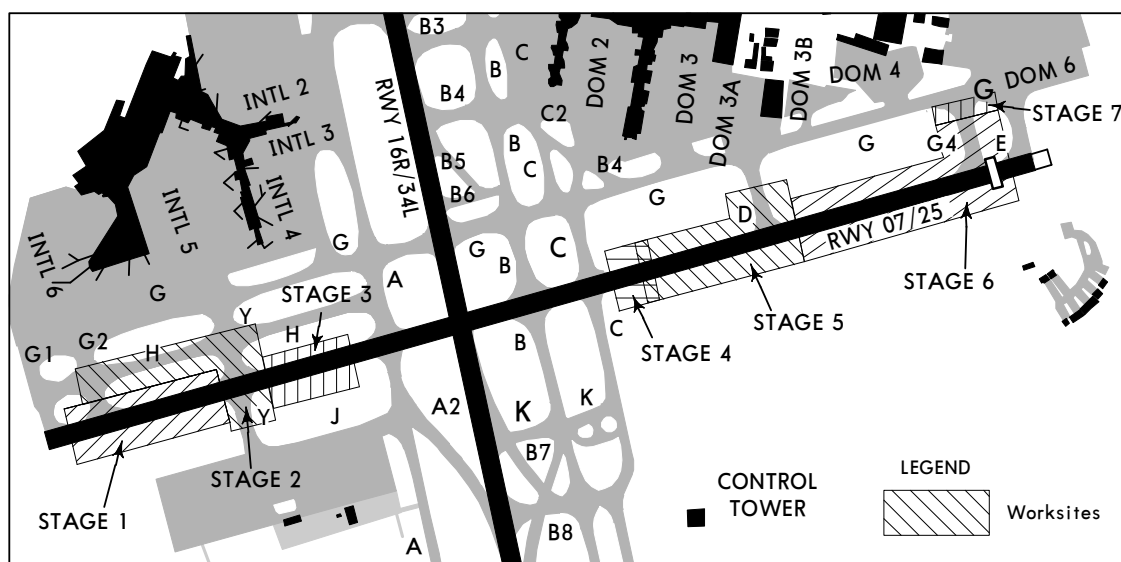 B3
C
DOM 2
DOM 3
DOM 3A
DOM 3B
DOM 4
G
DOM 6
STAGE 7
INTL 2
INTL 3
INTL 4
INTL 5
INTL 6
RWY 16R/34L
B
B4
C2
B
C
B5
B6
B4
G
G4
E
G
D
RWY 07/25
STAGE 6
G
G
G
B
C
A
STAGE 3
STAGE 5
STAGE 4
C
G1
G2
H
Y
H
B
K
K
A2
J
Y
STAGE 2
STAGE 1
B7
B8
A
CONTROL
TOWER
LEGEND
Worksites